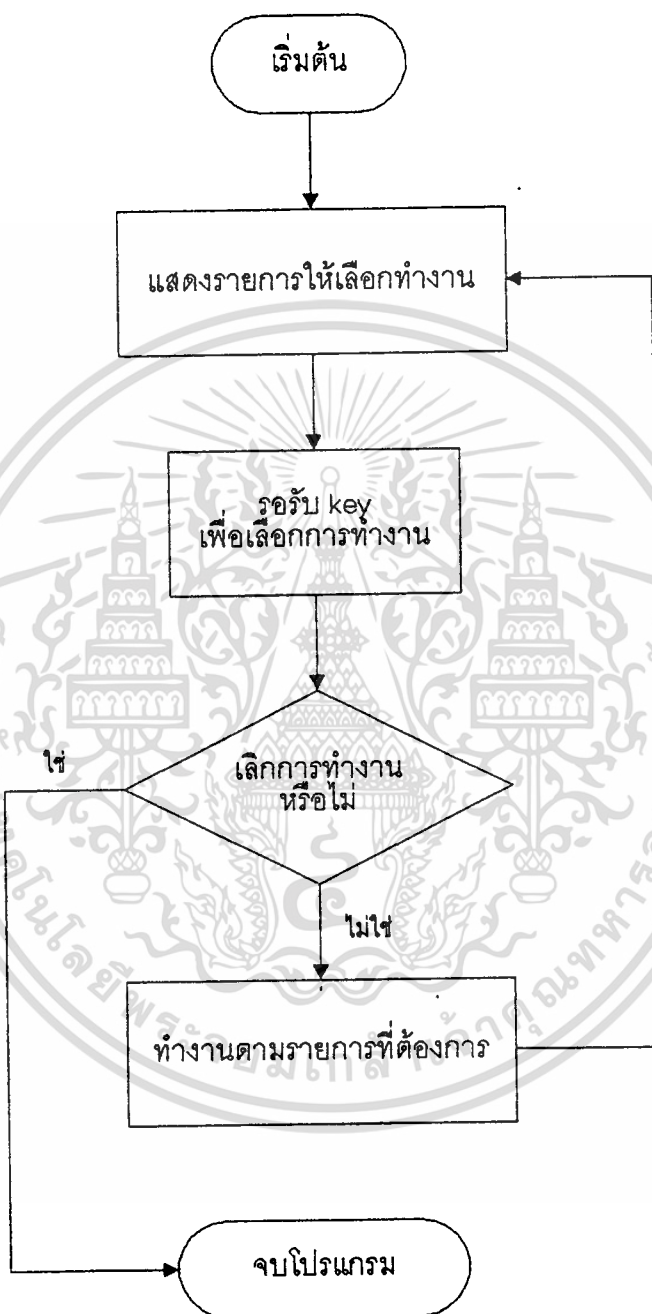 เริ่มต้น
แสดงรายการให้เลือกทำงาน
รอรับ key
เพื่อเลือกการทำงาน
เลิกการทำงาน
หรือไม่
ใช่
ไม่ใช่
ทำงานตามรายการที่ต้องการ
จบโปรแกรม